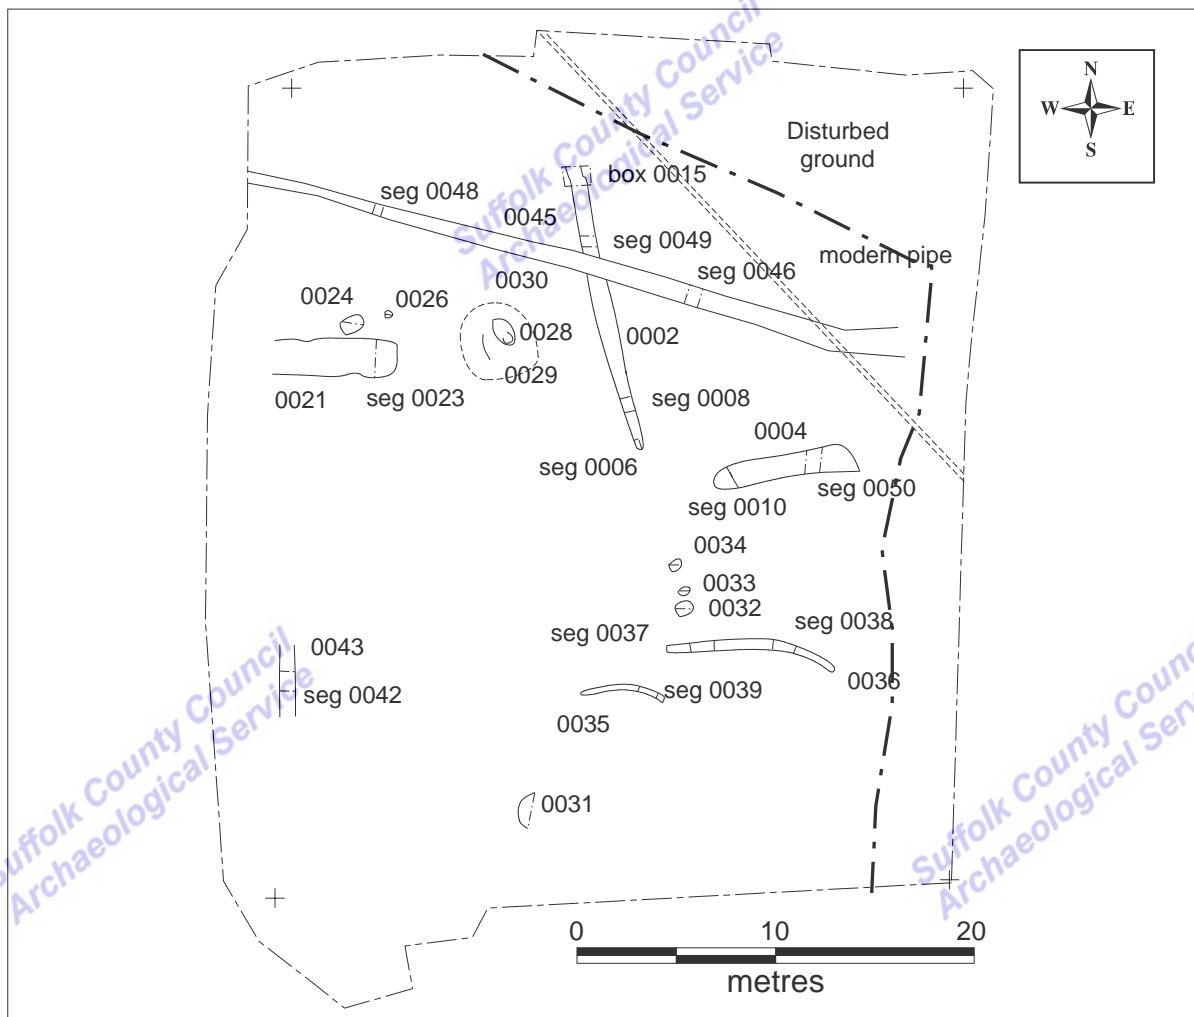 Suffolk County Council
Archaeological Service
N
W E
S
Disturbed
ground
box 0015
seg 0048
0045
seg 0049
modern pipe
seg 0046
0030
0024
0026
0028
0002
0029
0021
seg 0023
seg 0008
0004
seg 0006
seg 0050
seg 0010
0034
0033
0032
seg 0037
seg 0038
0043
0036
seg 0042
seg 0039
0035
Suffolk County Council
Archaeological Service
0031
Suffolk County Counc
Archaeological Serv
0
10
20
metres